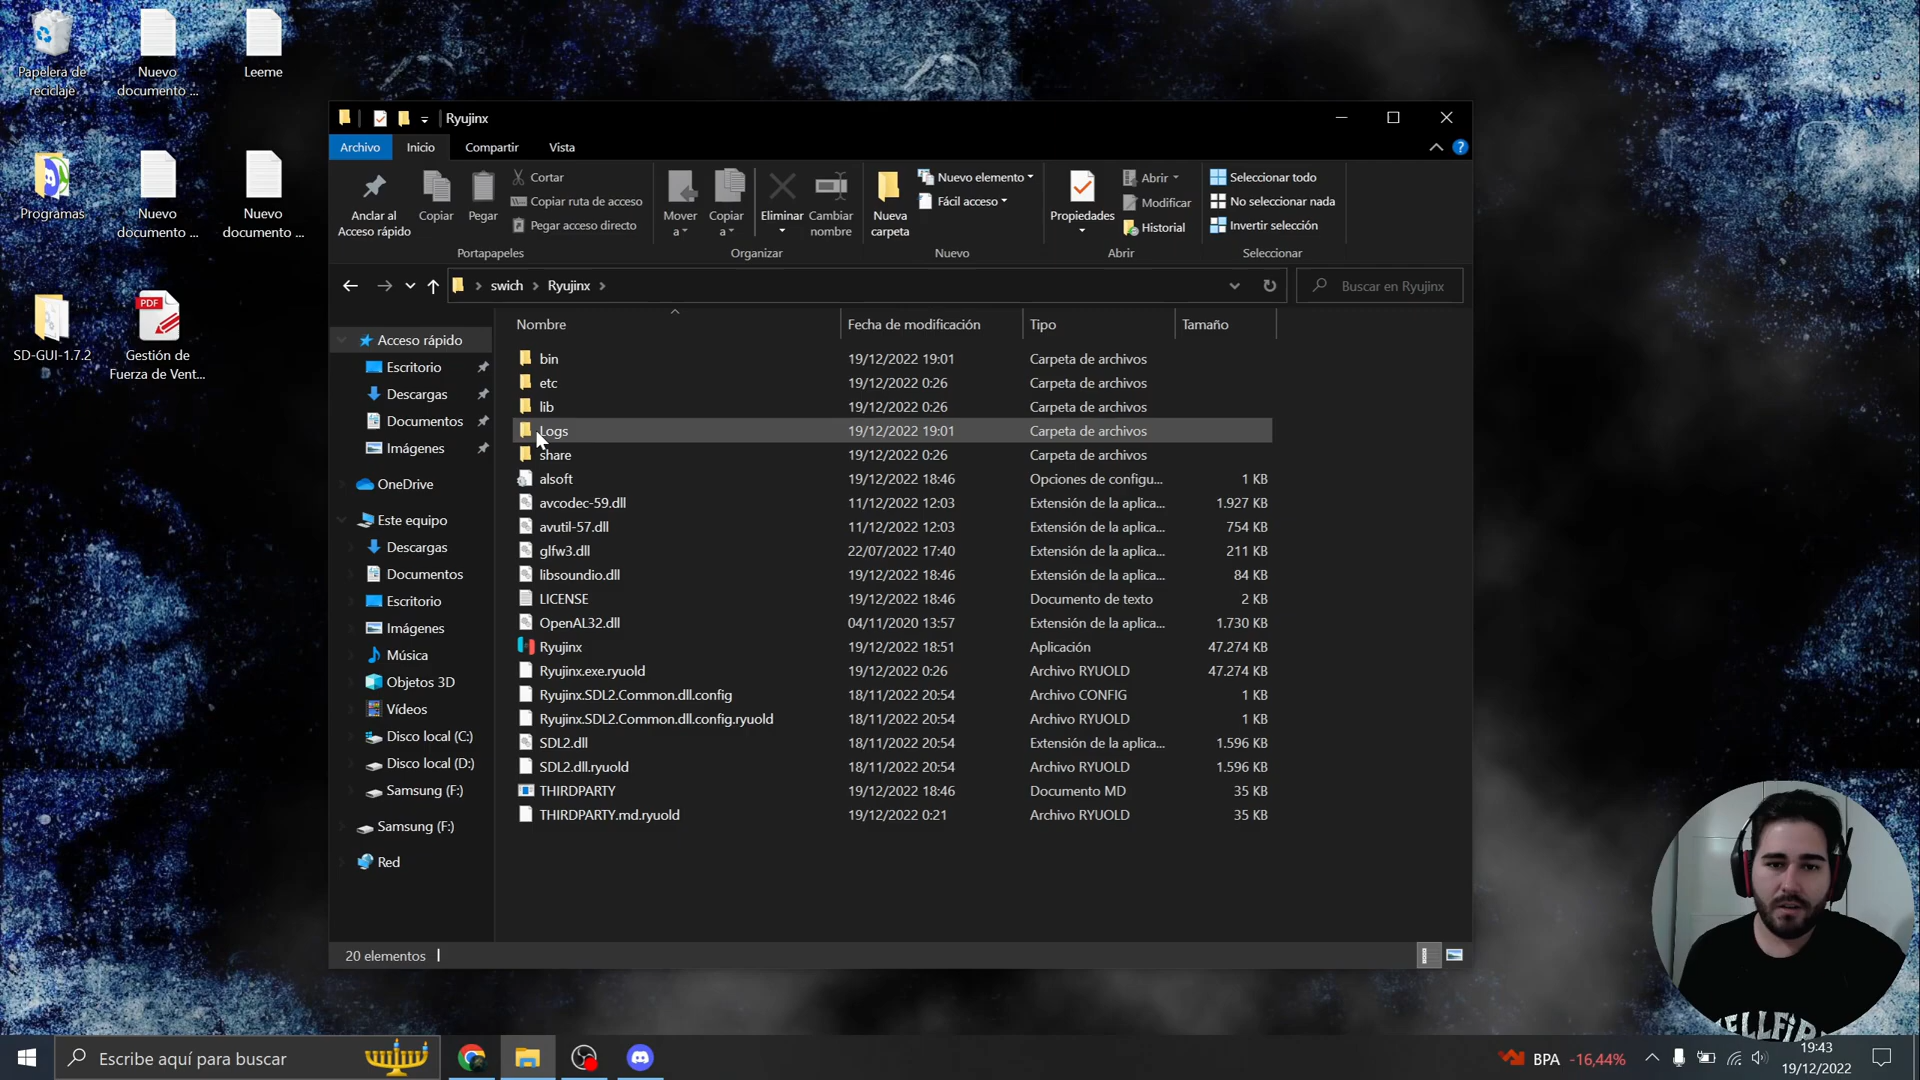 Papelera de
reciclaje
Nuevo
documento ...
Leeme
Programas
Nuevo
documento ...
Nuevo
documento ...
SD-GUI-1.7.2
PDF
Gestión de
Fuerza de Vent...
Ryujinx
Archivo
Inicio
Compartir
Vista
Anclar al
Acceso rápido
Copiar
Pegar
Cortar
Copiar ruta de acceso
Pegar acceso directo
Portapapeles
Mover
a
Copiar
a
Eliminar
Cambiar
nombre
Organizar
Nueva
carpeta
Nuevo elemento
Fácil acceso
Nuevo
Propiedades
Abrir
Modificar
Historial
Abrir
Seleccionar todo
No seleccionar nada
Invertir selección
Seleccionar
swich
Ryujinx
Buscar en Ryujinx
Acceso rápido
Escritorio
Descargas
Documentos
Imágenes
OneDrive
Este equipo
Descargas
Documentos
Escritorio
Imágenes
Música
Objetos 3D
Vídeos
Disco local (C:)
Disco local (D:)
Samsung (F:)
Samsung (F:)
Red
Nombre Fecha de modificación Tipo Tamaño
bin 19/12/2022 19:01 Carpeta de archivos
etc 19/12/2022 0:26 Carpeta de archivos
lib 19/12/2022 0:26 Carpeta de archivos
Logs 19/12/2022 19:01 Carpeta de archivos
share 19/12/2022 0:26 Carpeta de archivos
alsoft 19/12/2022 18:46 Opciones de configu... 1 KB
avcodec-59.dll 11/12/2022 12:03 Extensión de la aplica... 1.927 KB
avutil-57.dll 11/12/2022 12:03 Extensión de la aplica... 754 KB
glfw3.dll 22/07/2022 17:40 Extensión de la aplica... 211 KB
libsoundio.dll 19/12/2022 18:46 Extensión de la aplica... 84 KB
LICENSE 19/12/2022 18:46 Documento de texto 2 KB
OpenAL32.dll 04/11/2020 13:57 Extensión de la aplica... 1.730 KB
Ryujinx 19/12/2022 18:51 Aplicación 47.274 KB
Ryujinx.exe.ryuold 19/12/2022 0:26 Archivo RYUOLD 47.274 KB
Ryujinx.SDL2.Common.dll.config 18/11/2022 20:54 Archivo CONFIG 1 KB
Ryujinx.SDL2.Common.dll.config.ryuold 18/11/2022 20:54 Archivo RYUOLD 1 KB
SDL2.dll 18/11/2022 20:54 Extensión de la aplica... 1.596 KB
SDL2.dll.ryuold 18/11/2022 20:54 Archivo RYUOLD 1.596 KB
THIRDPARTY 19/12/2022 18:46 Documento MD 35 KB
THIRDPARTY.md.ryuold 19/12/2022 0:21 Archivo RYUOLD 35 KB
20 elementos
Escribe aquí para buscar
BPA -16,44%
19:43
19/12/2022